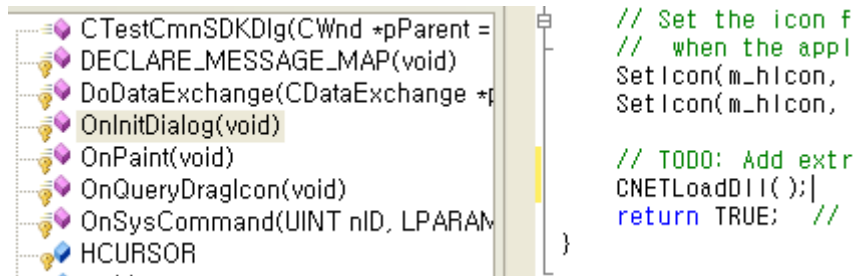 CTestCmnSDKDlg(CWnd *pParent =
DECLARE_MESSAGE_MAP(void)
DoDataExchange(CDataExchange *p
OnInitDialog(void)
OnPaint(void)
OnQueryDragIcon(void)
OnSysCommand(UINT nID, LPARAM
HCURSOR
// Set the icon f
//  when the appl
SetIcon(m_hIcon,
SetIcon(m_hIcon,
// TODO: Add extr
CNETLoadDll();
return TRUE;  //
}